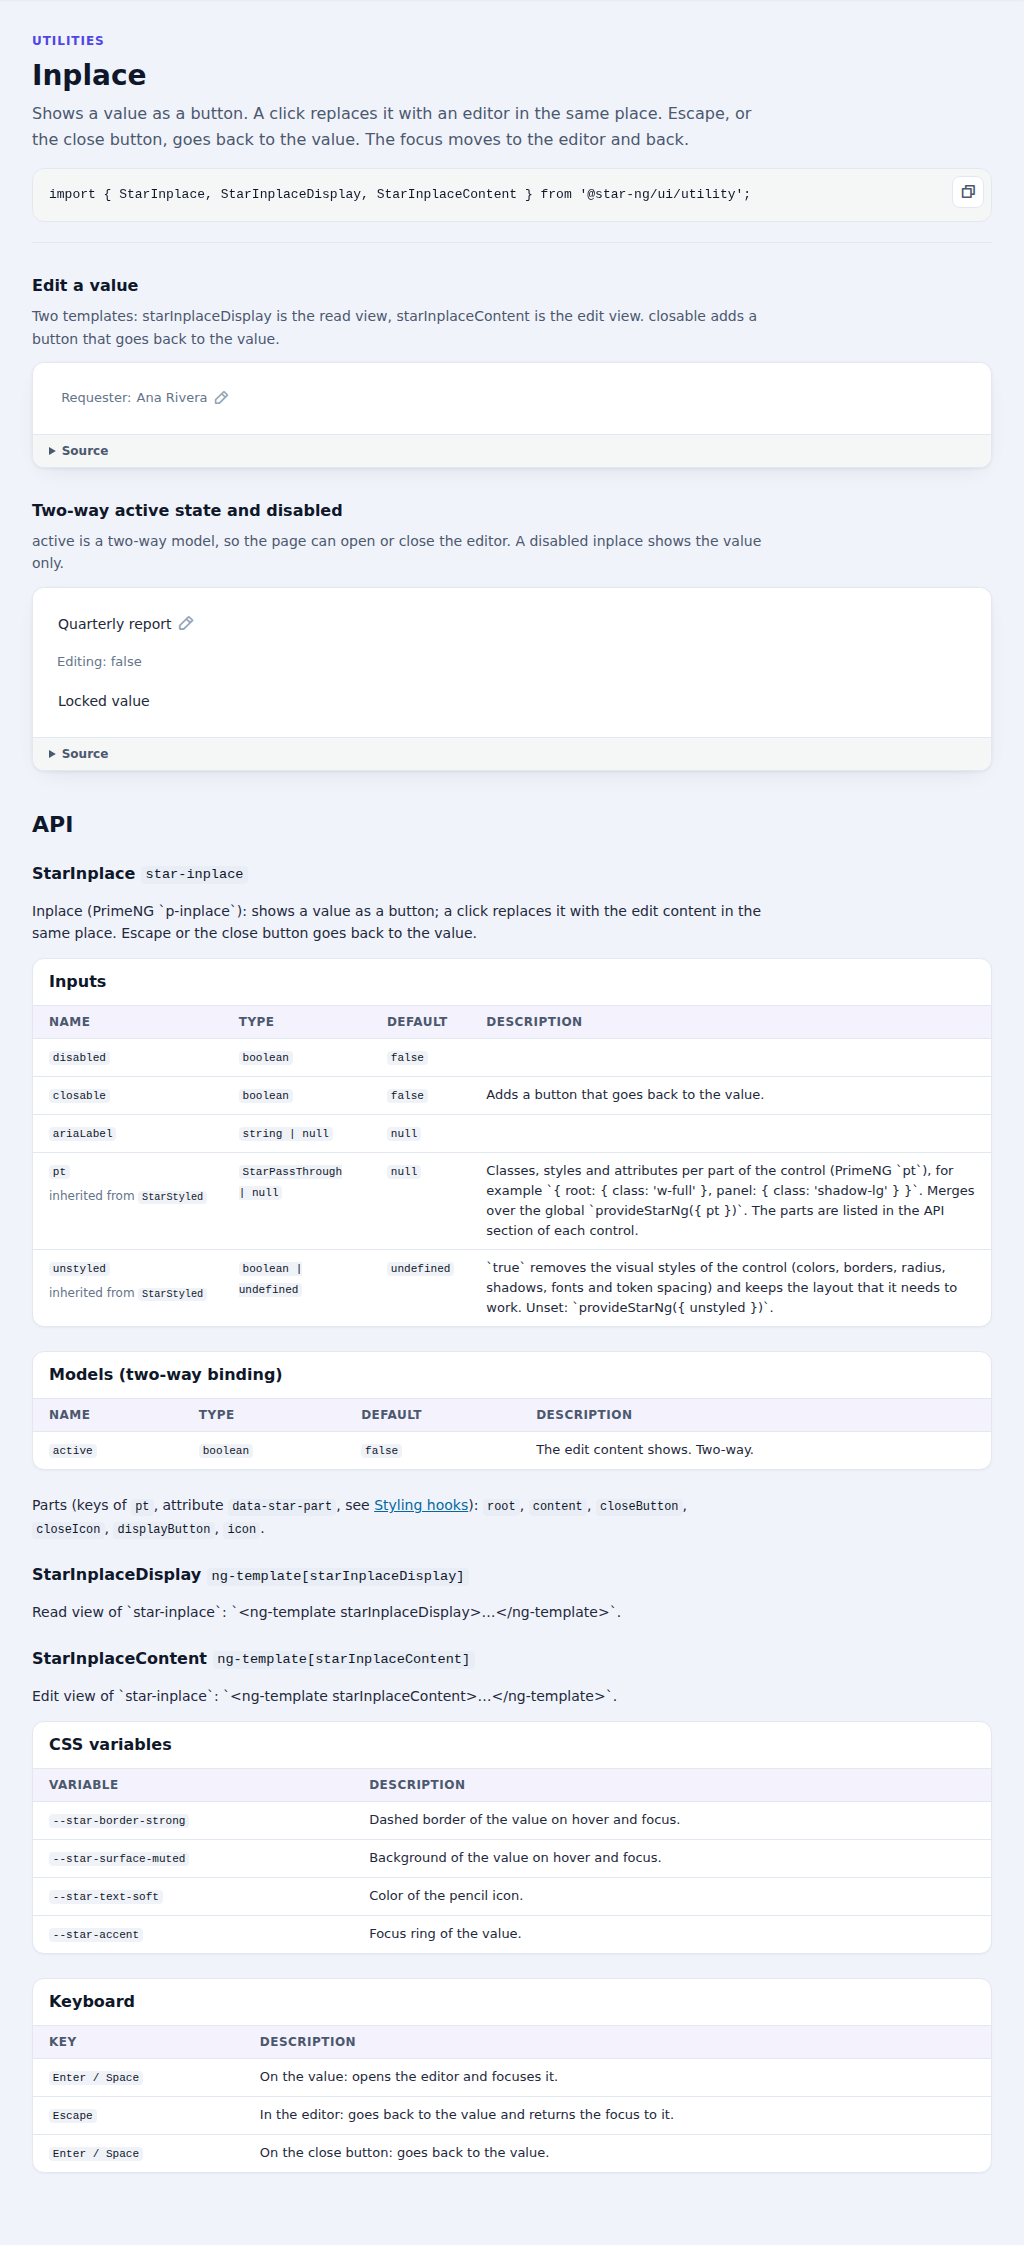 UTILITIES
Inplace
Shows a value as a button. A click replaces it with an editor in the same place. Escape, or
the close button, goes back to the value. The focus moves to the editor and back.
import { StarInplace, StarInplaceDisplay, StarInplaceContent } from '@star-ng/ui/utility';
Edit a value
Two templates: starInplaceDisplay is the read view, starInplaceContent is the edit view. closable adds a
button that goes back to the value.
Requester: Ana Rivera
Source
Two-way active state and disabled
active is a two-way model, so the page can open or close the editor. A disabled inplace shows the value
only.
Quarterly report
Editing: false
Locked value
Source
API
StarInplace star-inplace
Inplace (PrimeNG `p-inplace`): shows a value as a button; a click replaces it with the edit content in the
same place. Escape or the close button goes back to the value.
Inputs
NAME TYPE DEFAULT DESCRIPTION
disabled boolean false
closable boolean false Adds a button that goes back to the value.
ariaLabel string | null null
pt StarPassThrough null Classes, styles and attributes per part of the control (PrimeNG `pt`), for
inherited from StarStyled | null example `{ root: { class: 'w-full' }, panel: { class: 'shadow-lg' } }`. Merges
over the global `provideStarNg({ pt })`. The parts are listed in the API
section of each control.
unstyled boolean | undefined `true` removes the visual styles of the control (colors, borders, radius,
inherited from StarStyled undefined shadows, fonts and token spacing) and keeps the layout that it needs to
work. Unset: `provideStarNg({ unstyled })`.
Models (two-way binding)
NAME TYPE DEFAULT DESCRIPTION
active boolean false The edit content shows. Two-way.
Parts (keys of pt, attribute data-star-part, see Styling hooks): root, content, closeButton,
closeIcon, displayButton, icon.
StarInplaceDisplay ng-template[starInplaceDisplay]
Read view of `star-inplace`: `<ng-template starInplaceDisplay>…</ng-template>`.
StarInplaceContent ng-template[starInplaceContent]
Edit view of `star-inplace`: `<ng-template starInplaceContent>…</ng-template>`.
CSS variables
VARIABLE DESCRIPTION
--star-border-strong Dashed border of the value on hover and focus.
--star-surface-muted Background of the value on hover and focus.
--star-text-soft Color of the pencil icon.
--star-accent Focus ring of the value.
Keyboard
KEY DESCRIPTION
Enter / Space On the value: opens the editor and focuses it.
Escape In the editor: goes back to the value and returns the focus to it.
Enter / Space On the close button: goes back to the value.